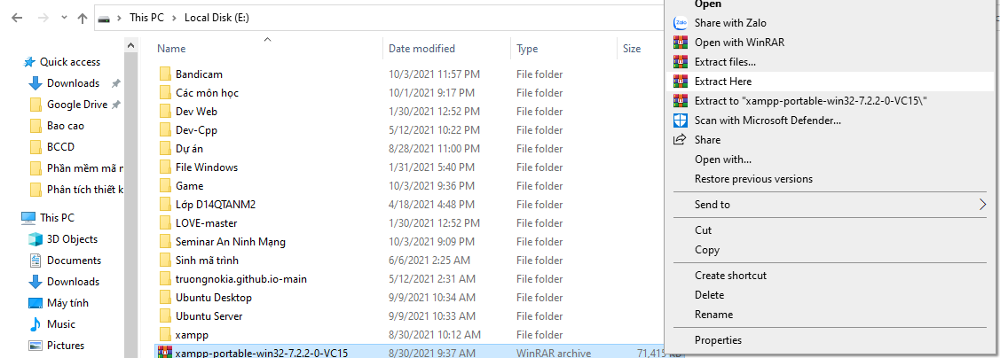 This PC
Local Disk (E:)
Quick access
Downloads
Google Drive
Bao cao
BCCD
Phần mềm mã n
Phân tích thiết k
This PC
3D Objects
Documents
Downloads
Máy tính
Music
Pictures
Name Date modified Type Size
Bandicam 10/3/2021 11:57 PM File folder
Các môn học 10/1/2021 9:17 PM File folder
Dev Web 1/30/2021 12:52 PM File folder
Dev-Cpp 5/12/2021 10:22 PM File folder
Dự án 8/28/2021 11:00 PM File folder
File Windows 1/31/2021 5:40 PM File folder
Game 10/3/2021 9:36 PM File folder
Lớp D14QTANM2 4/18/2021 4:48 PM File folder
LOVE-master 1/30/2021 12:52 PM File folder
Seminar An Ninh Mạng 10/3/2021 9:09 PM File folder
Sinh mã trình 6/6/2021 2:25 AM File folder
truongnokia.github.io-main 5/12/2021 2:31 AM File folder
Ubuntu Desktop 9/9/2021 10:34 AM File folder
Ubuntu Server 9/9/2021 10:33 AM File folder
xampp 8/30/2021 10:12 AM File folder
xampp-portable-win32-7.2.2-0-VC15 8/30/2021 9:37 AM WinRAR archive 71,415 KB
Open
Share with Zalo
Open with WinRAR
Extract files...
Extract Here
Extract to "xampp-portable-win32-7.2.2-0-VC15\"
Scan with Microsoft Defender...
Share
Open with...
Restore previous versions
Send to
Cut
Copy
Create shortcut
Delete
Rename
Properties